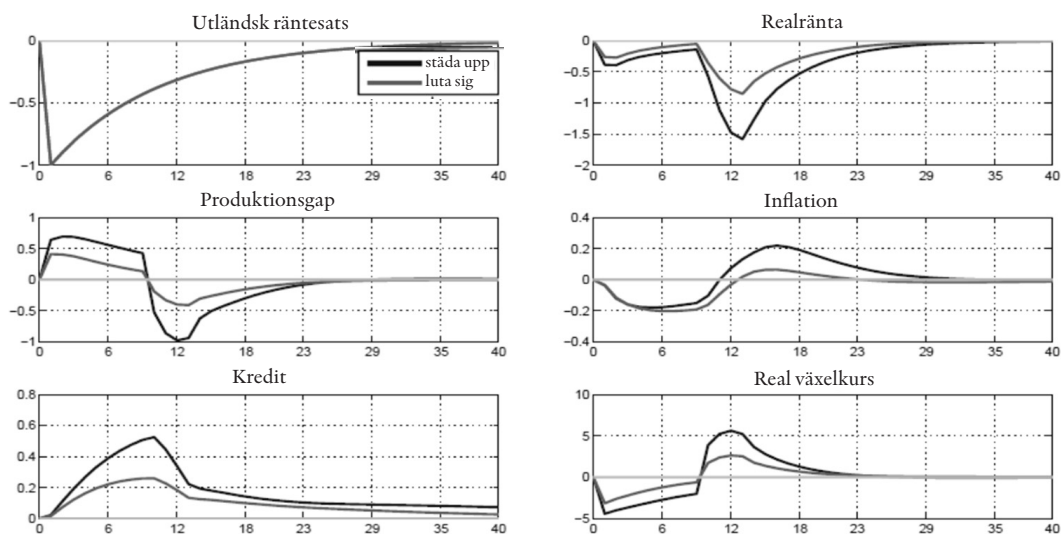 Utländsk räntesats
0
städa upp
luta sig
−0.5
−1
0 6 12 18 23 29 35 40
Realränta
0
−0.5
−1
−1.5
−2
0 6 12 18 23 29 35 40
Produktionsgap
1
0.5
0
−0.5
−1
0 6 12 18 23 29 35 40
Inflation
0.4
0.2
0
−0.2
0.4
0 6 12 18 23 29 35 40
Kredit
0.8
0.6
0.4
0.2
0
0 6 12 18 23 29 35 40
Real växelkurs
10
5
0
−5
0 6 12 18 23 29 35 40